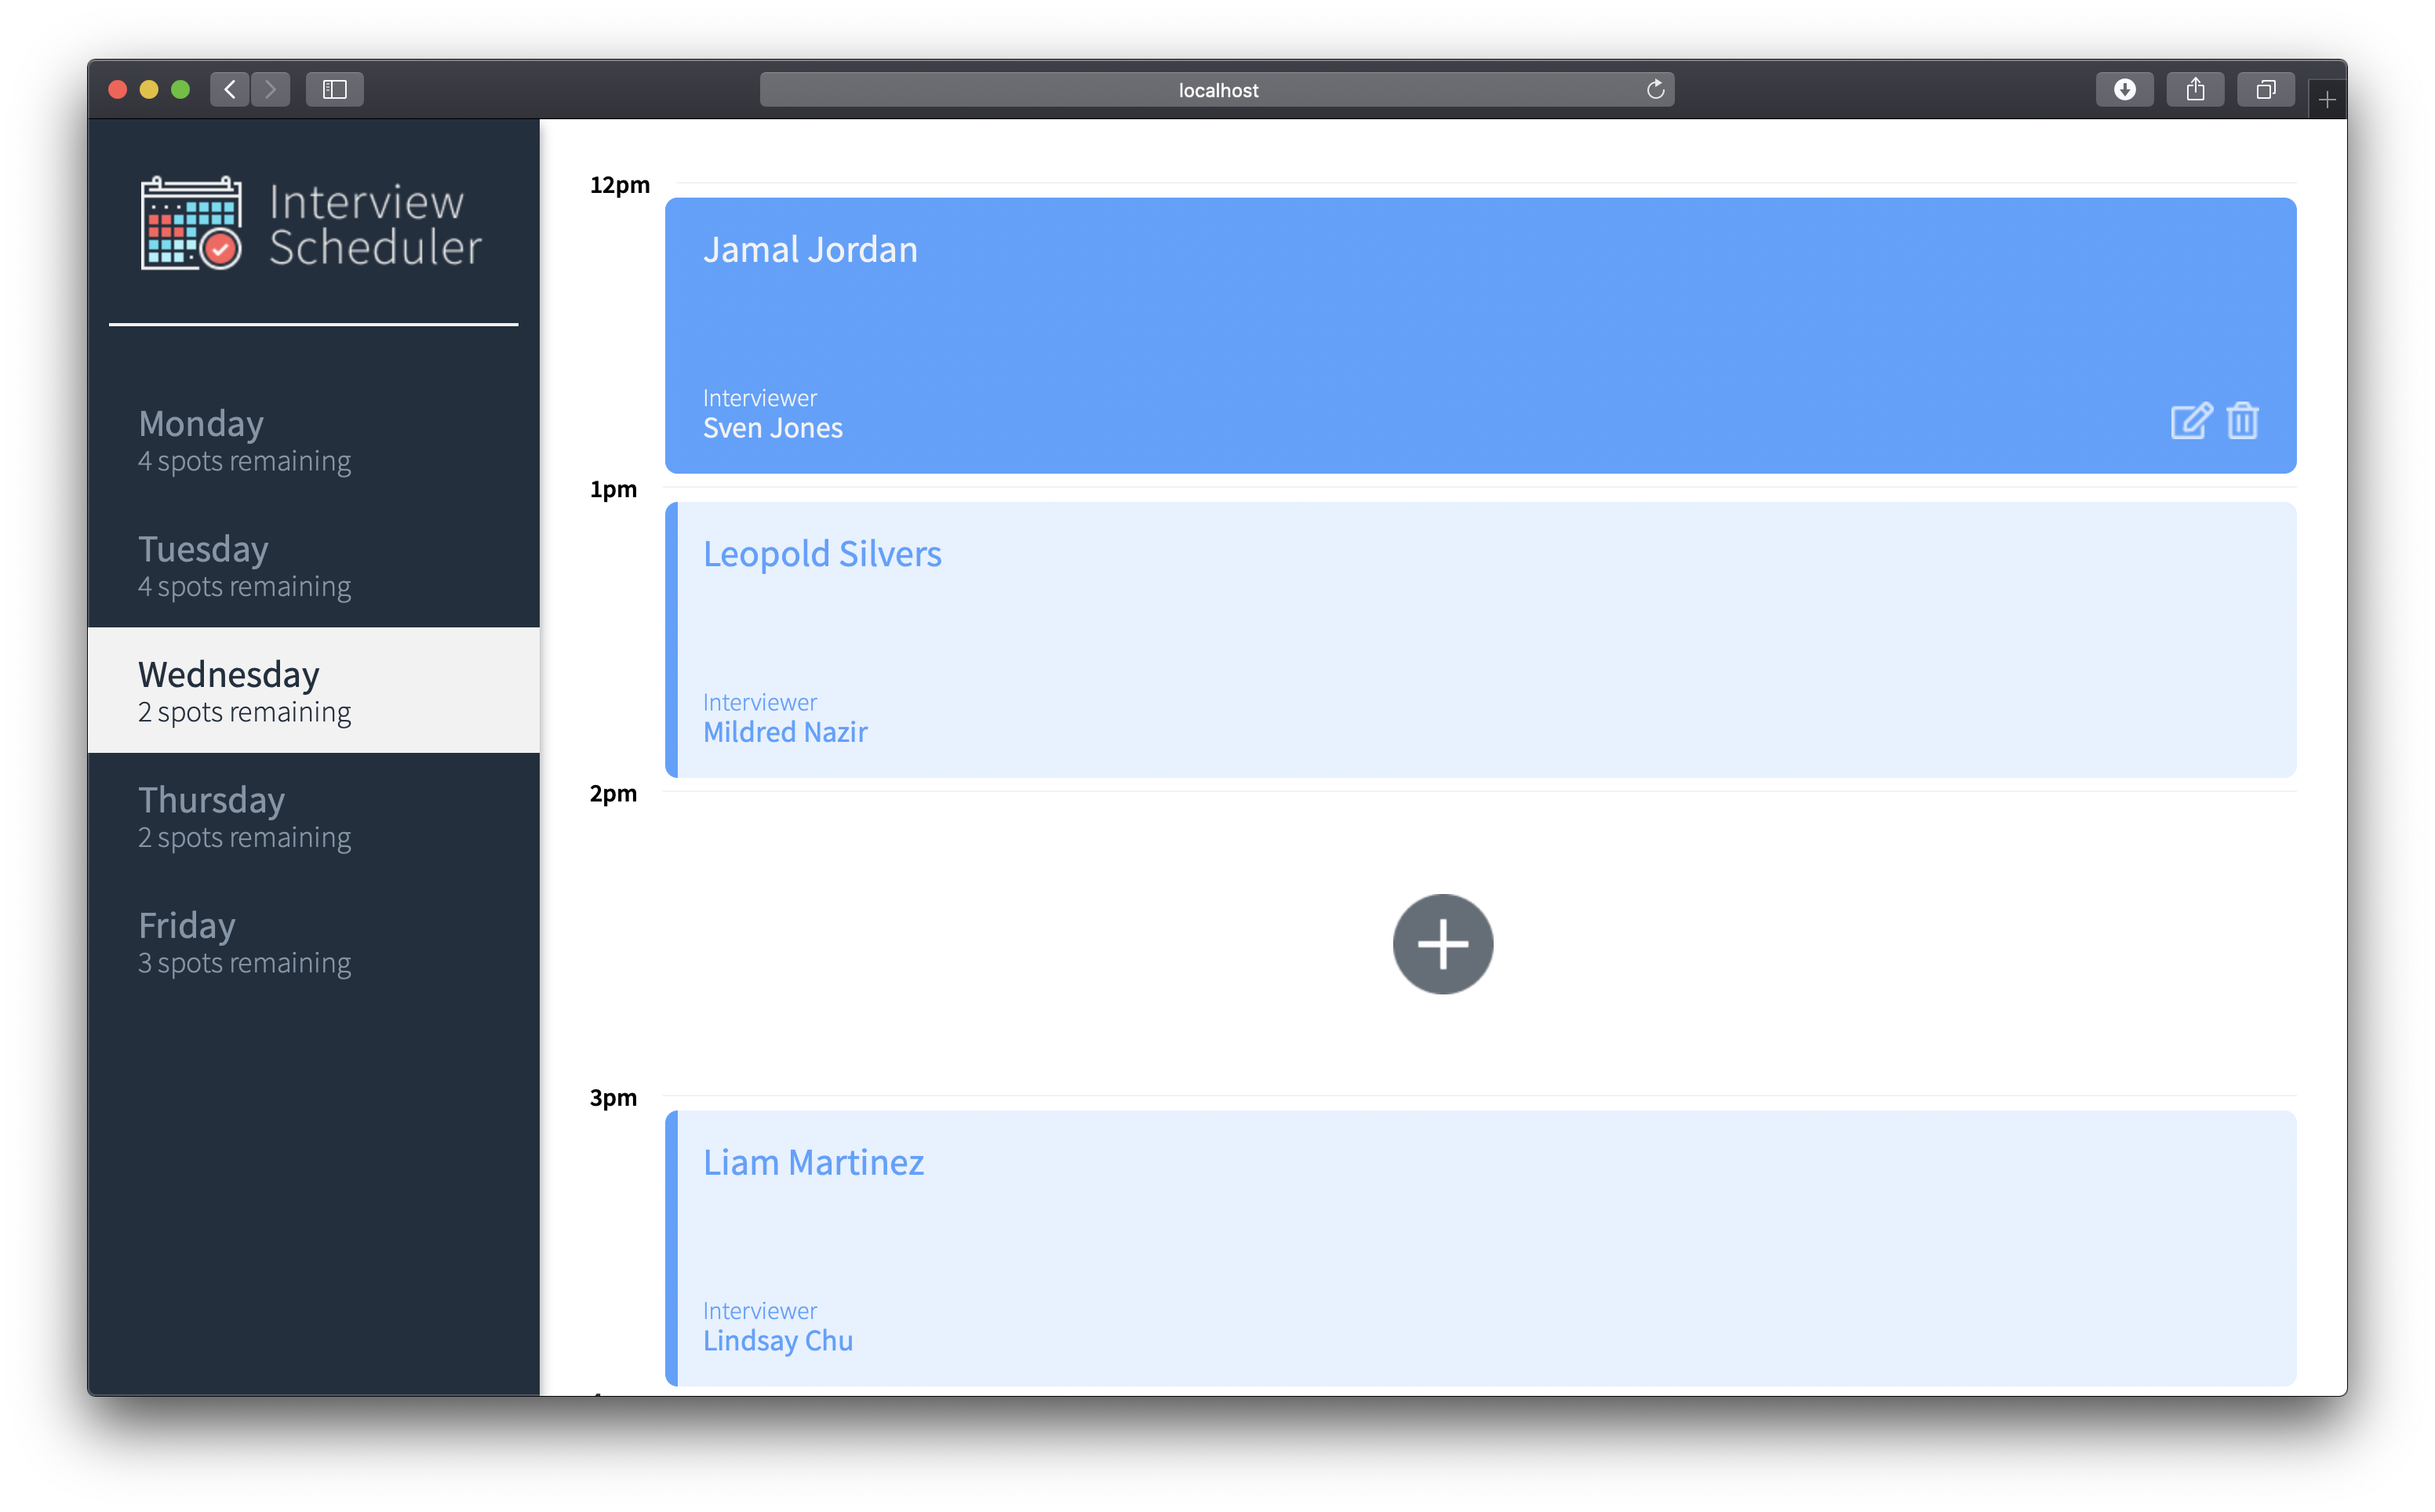 localhost
Interview
Scheduler
Monday
4 spots remaining
Tuesday
4 spots remaining
Wednesday
2 spots remaining
Thursday
2 spots remaining
Friday
3 spots remaining
12pm
Jamal Jordan
Interviewer
Sven Jones
1pm
Leopold Silvers
Interviewer
Mildred Nazir
2pm
3pm
Liam Martinez
Interviewer
Lindsay Chu